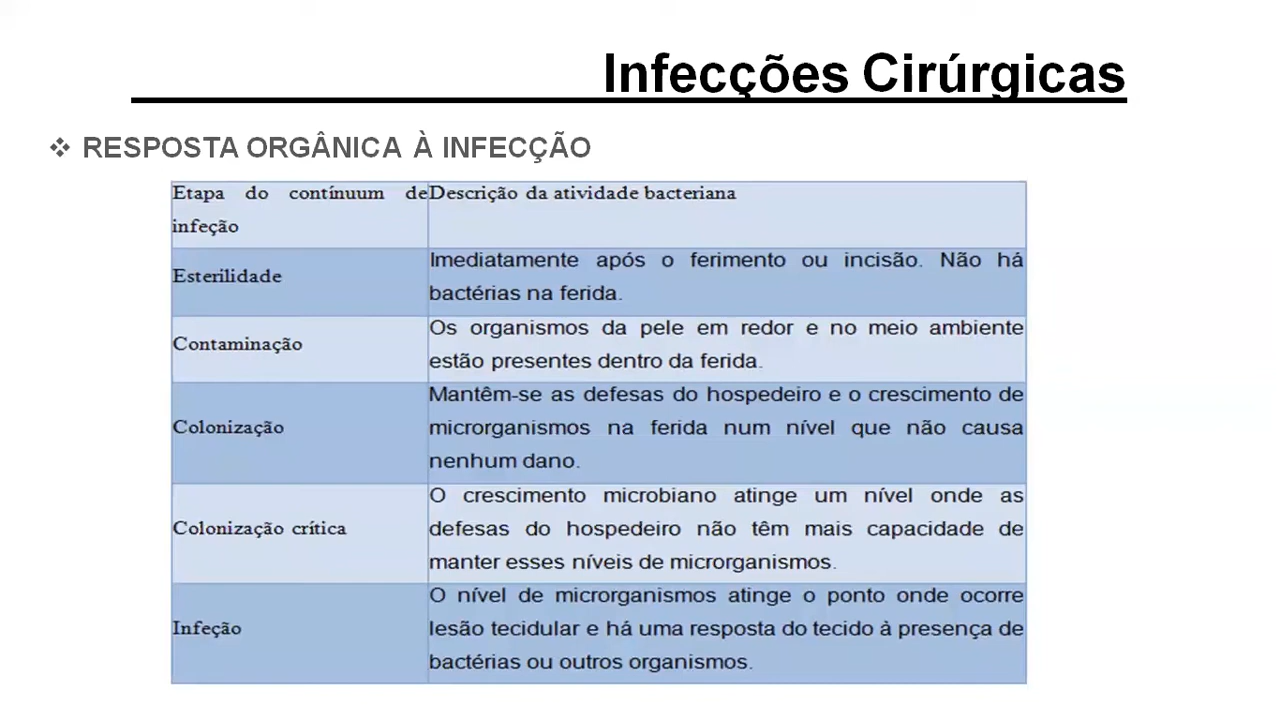 Infecções Cirúrgicas
❖ RESPOSTA ORGÂNICA À INFECÇÃO
Etapa do contínuum de
infeção
Descrição da atividade bacteriana
Esterilidade
Imediatamente após o ferimento ou incisão. Não há
bactérias na ferida.
Contaminação
Os organismos da pele em redor e no meio ambiente
estão presentes dentro da ferida.
Colonização
Mantêm-se as defesas do hospedeiro e o crescimento de
microrganismos na ferida num nível que não causa
nenhum dano.
Colonização crítica
O crescimento microbiano atinge um nível onde as
defesas do hospedeiro não têm mais capacidade de
manter esses níveis de microrganismos.
Infeção
O nível de microrganismos atinge o ponto onde ocorre
lesão tecidular e há uma resposta do tecido à presença de
bactérias ou outros organismos.